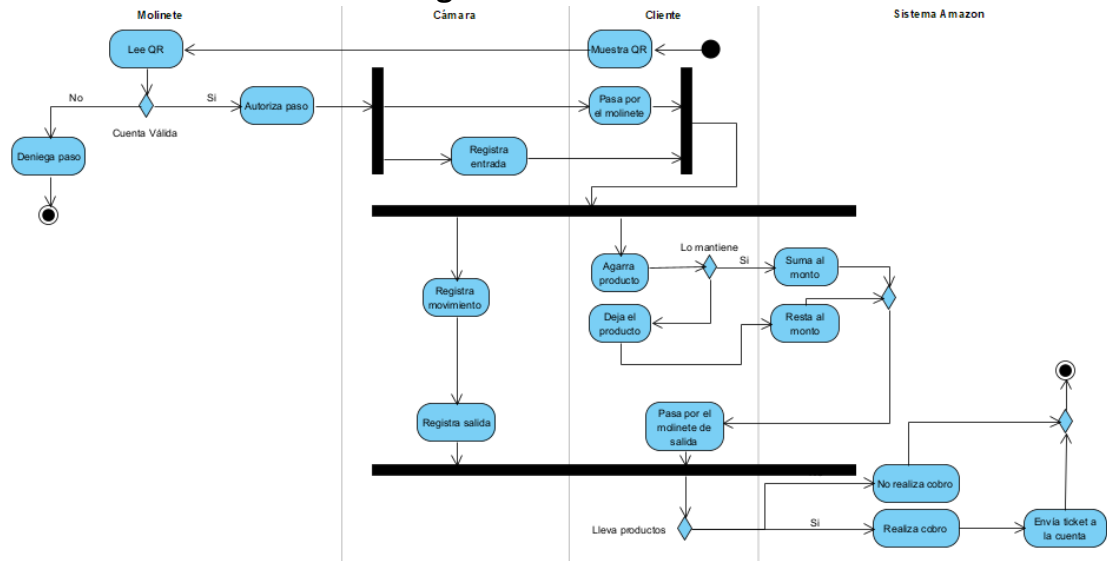 Molinete
Cámara
Cliente
Sistema Amazon
Lee QR
Muestra QR
No
Si
Autoriza paso
Pasa por
el molinete
Cuenta Válida
Deniega paso
Registra
entrada
Lo mantiene
Si
Agarra
producto
Suma al
monto
Registra
movimiento
Deja el
producto
Resta al
monto
Registra salida
Pasa por el
molinete de
salida
No realiza cobro
Lleva productos
Si
Realiza cobro
Envía ticket a
la cuenta